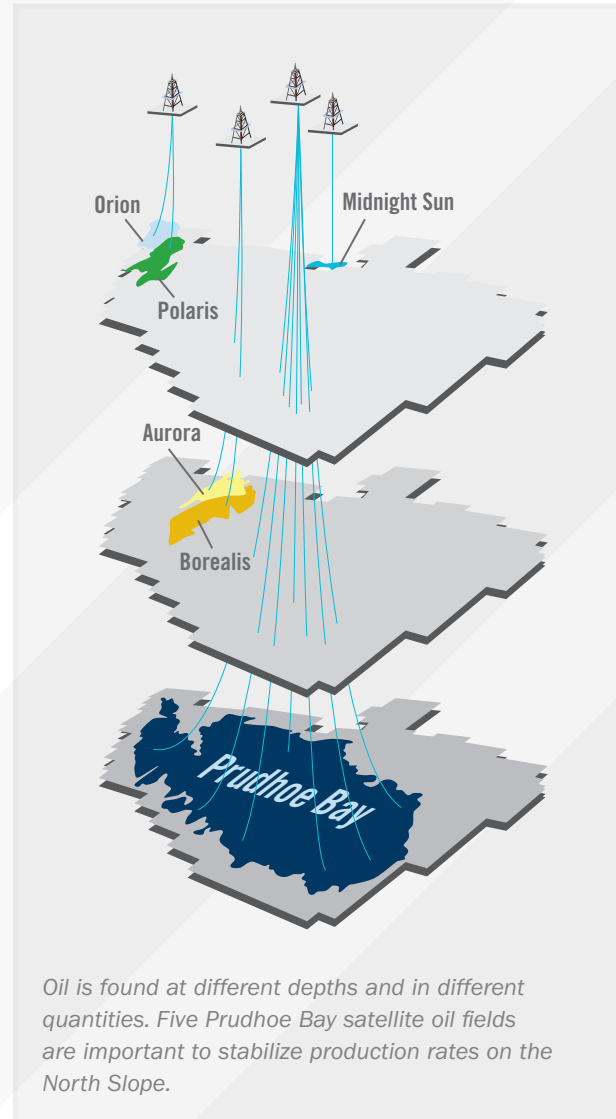 Orion
Midnight Sun
Polaris
Aurora
Borealis
Prudhoe Bay
Oil is found at different depths and in different
quantities. Five Prudhoe Bay satellite oil fields
are important to stabilize production rates on the
North Slope.